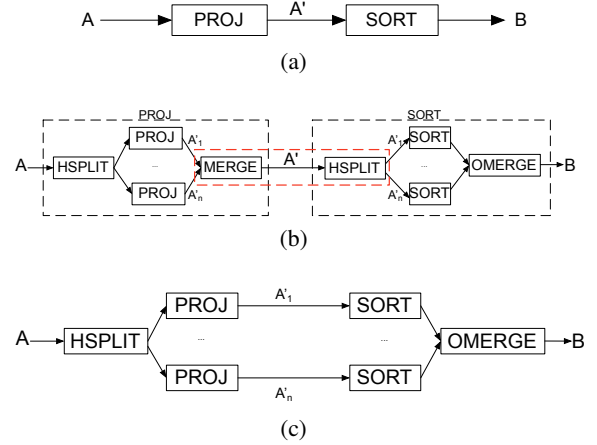 A PROJ A' SORT B
(a)
PROJ SORT
PROJ A'1 A'1 SORT
A HSPLIT ... MERGE A' HSPLIT ... OMERGE B
PROJ A'n A'n SORT
(b)
PROJ A'1 SORT
A HSPLIT ... ... OMERGE B
PROJ A'n SORT
(c)